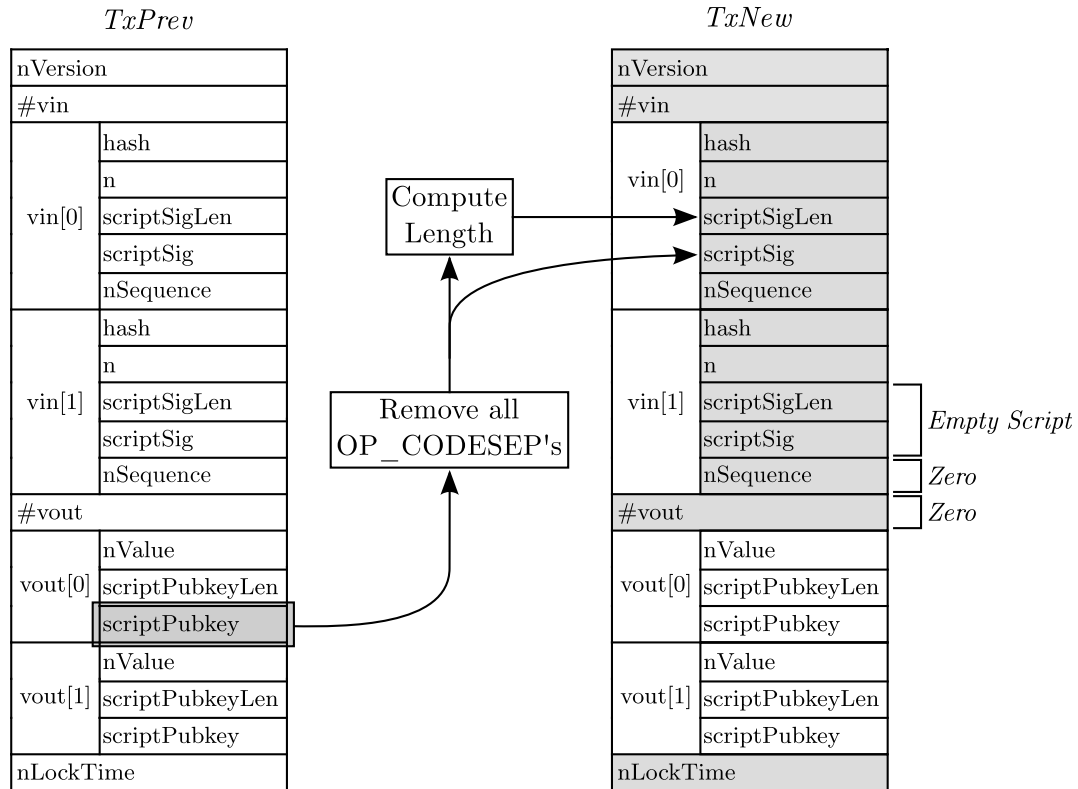 TxPrev
nVersion
#vin
vin[0]
hash
n
scriptSigLen
scriptSig
nSequence
vin[1]
hash
n
scriptSigLen
scriptSig
nSequence
#vout
vout[0]
nValue
scriptPubkeyLen
scriptPubkey
vout[1]
nValue
scriptPubkeyLen
scriptPubkey
nLockTime
Compute
Length
Remove all
OP_CODESEP's
TxNew
nVersion
#vin
vin[0]
hash
n
scriptSigLen
scriptSig
nSequence
vin[1]
hash
n
scriptSigLen
scriptSig
nSequence
#vout
vout[0]
nValue
scriptPubkeyLen
scriptPubkey
vout[1]
nValue
scriptPubkeyLen
scriptPubkey
nLockTime
Empty Script
Zero
Zero